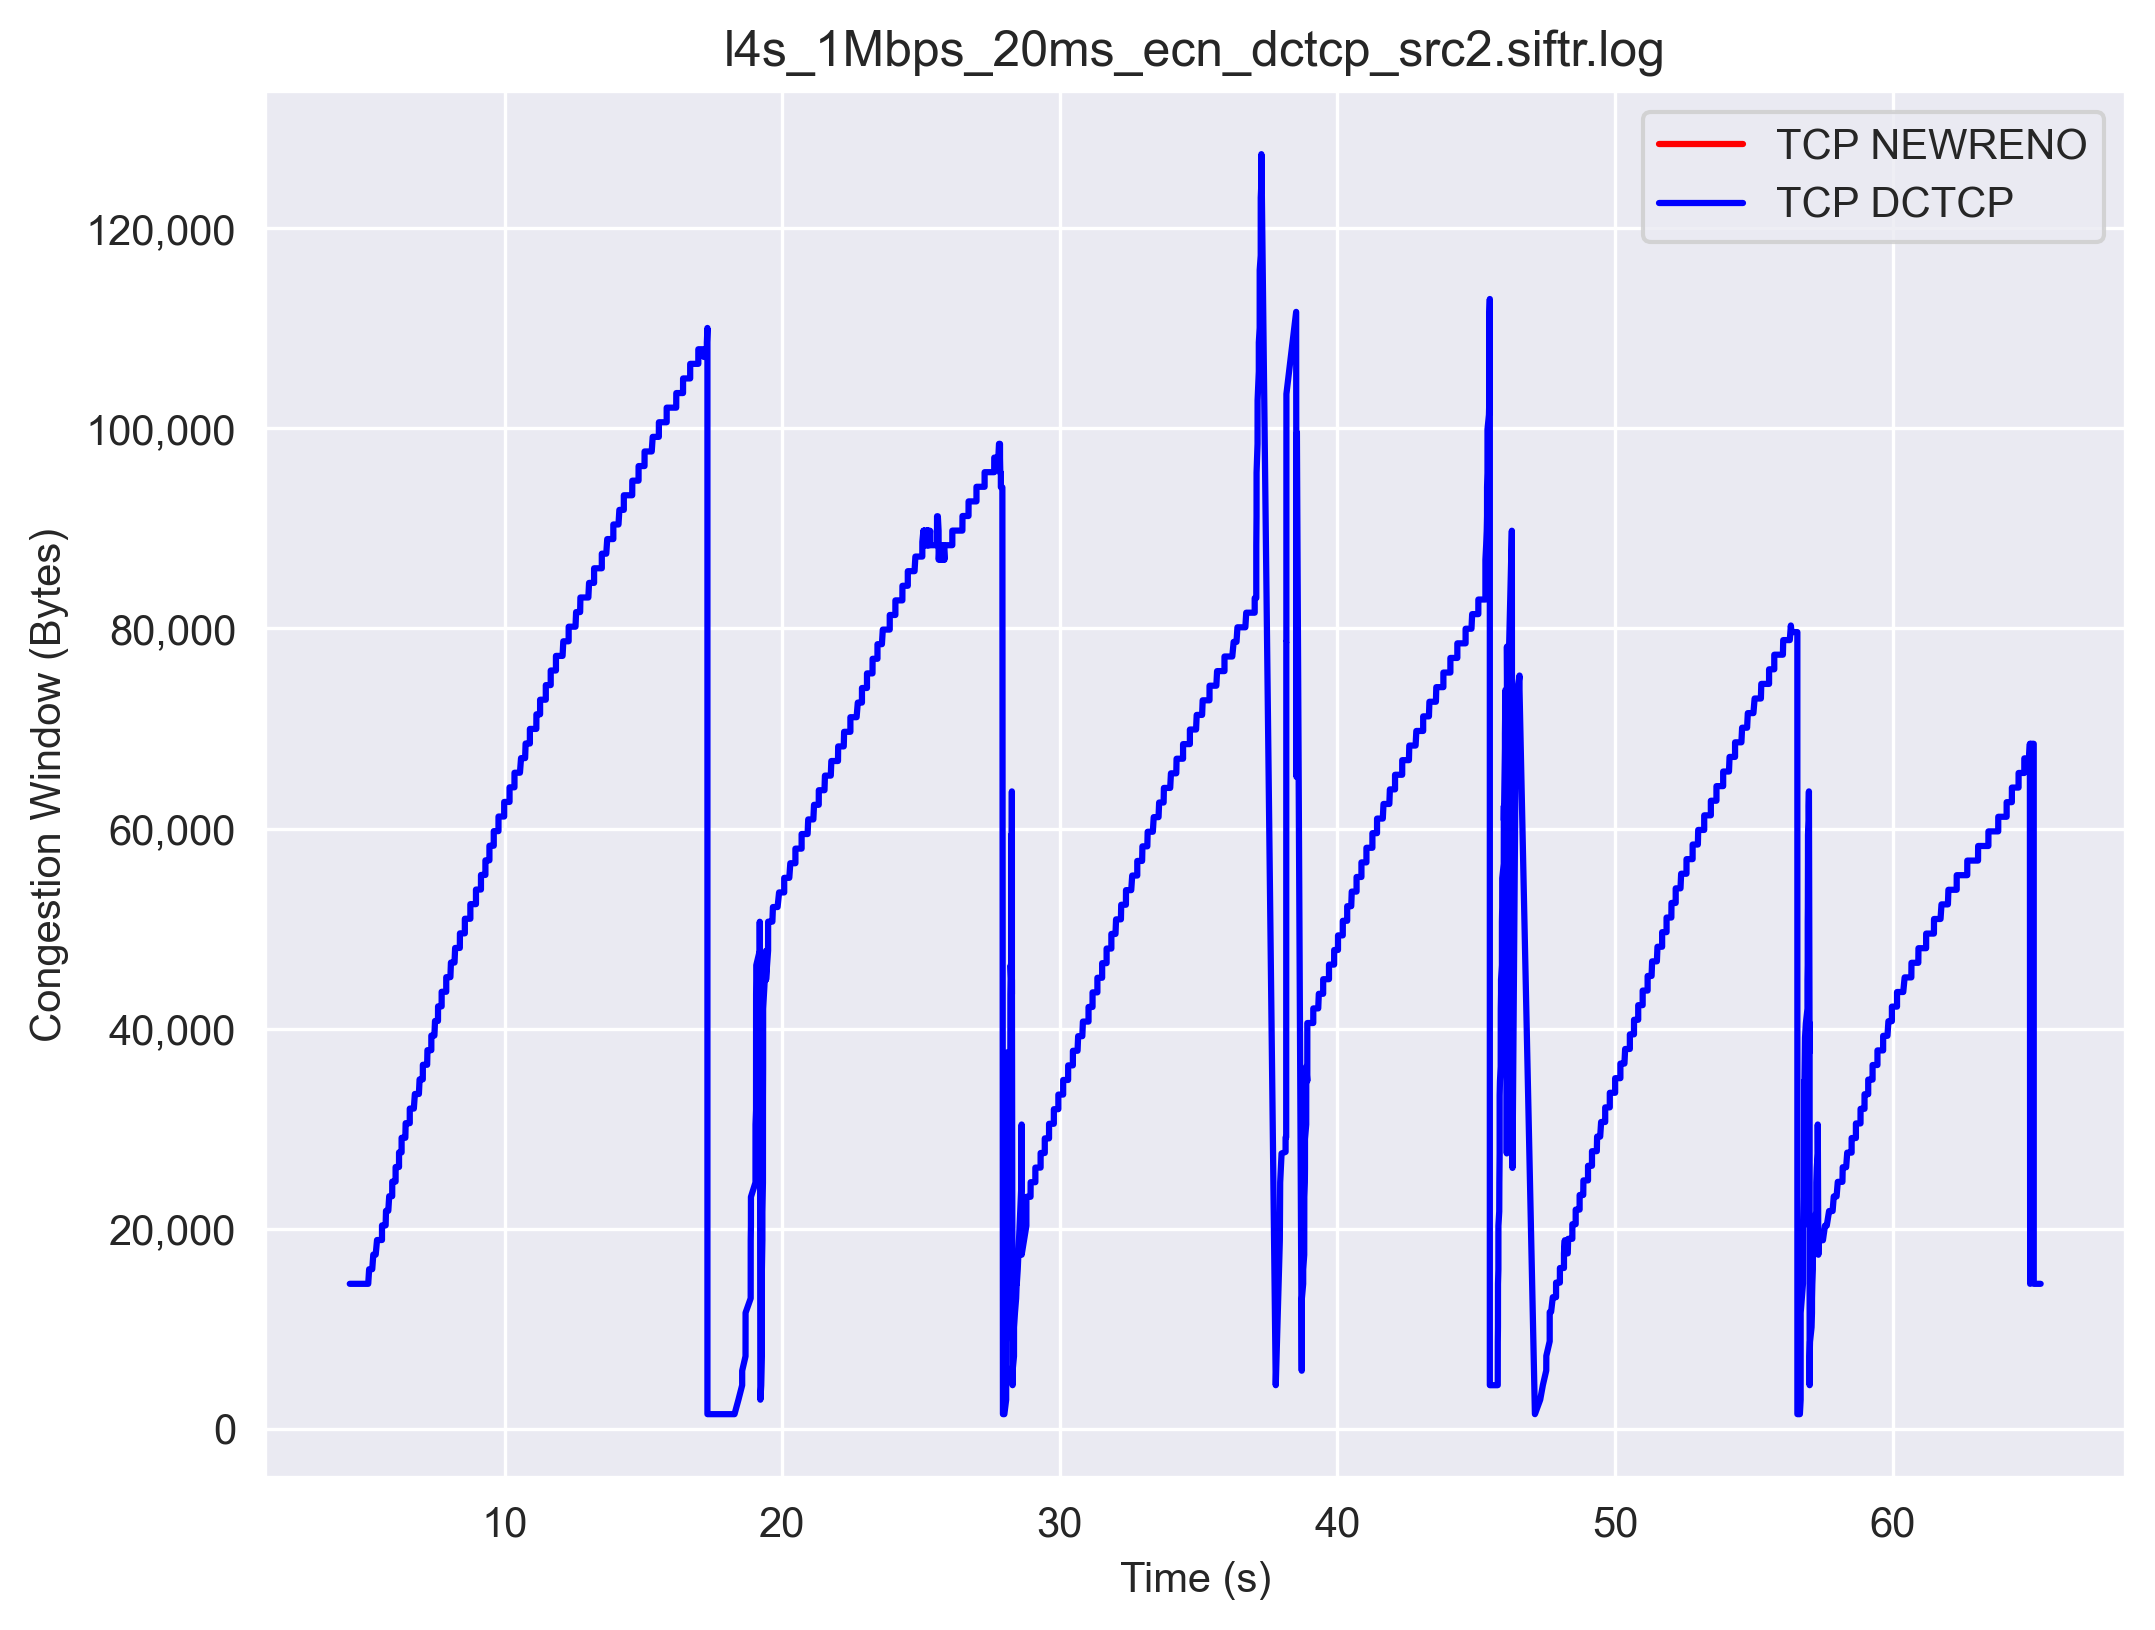 l4s_1Mbps_20ms_ecn_dctcp_src2.siftr.log
TCP NEWRENO
TCP DCTCP
Congestion Window (Bytes)
120,000
100,000
80,000
60,000
40,000
20,000
0
10 20 30 40 50 60
Time (s)